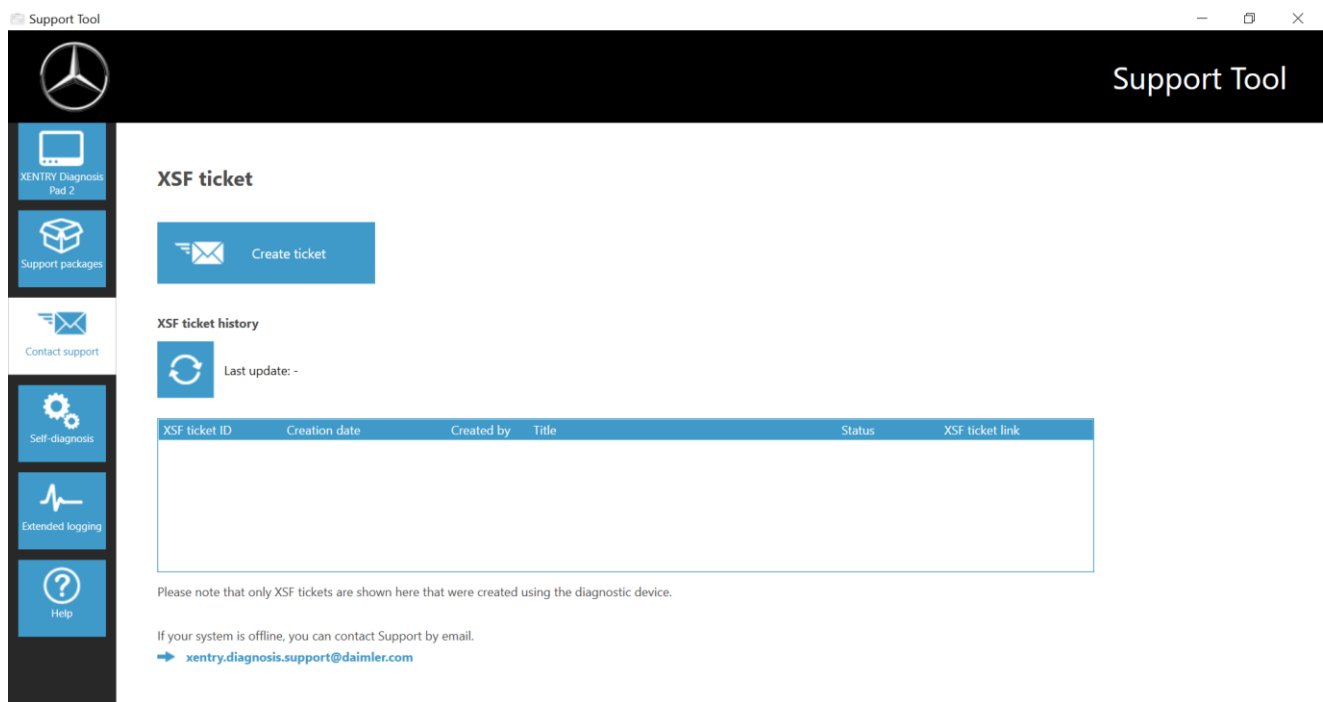 Support Tool
Support Tool
XENTRY Diagnosis
Pad 2
Support packages
Contact support
Self-diagnosis
Extended logging
Help
XSF ticket
Create ticket
XSF ticket history
Last update: -
XSF ticket ID Creation date Created by Title Status XSF ticket link
Please note that only XSF tickets are shown here that were created using the diagnostic device.
If your system is offline, you can contact Support by email.
xentry.diagnosis.support@daimler.com